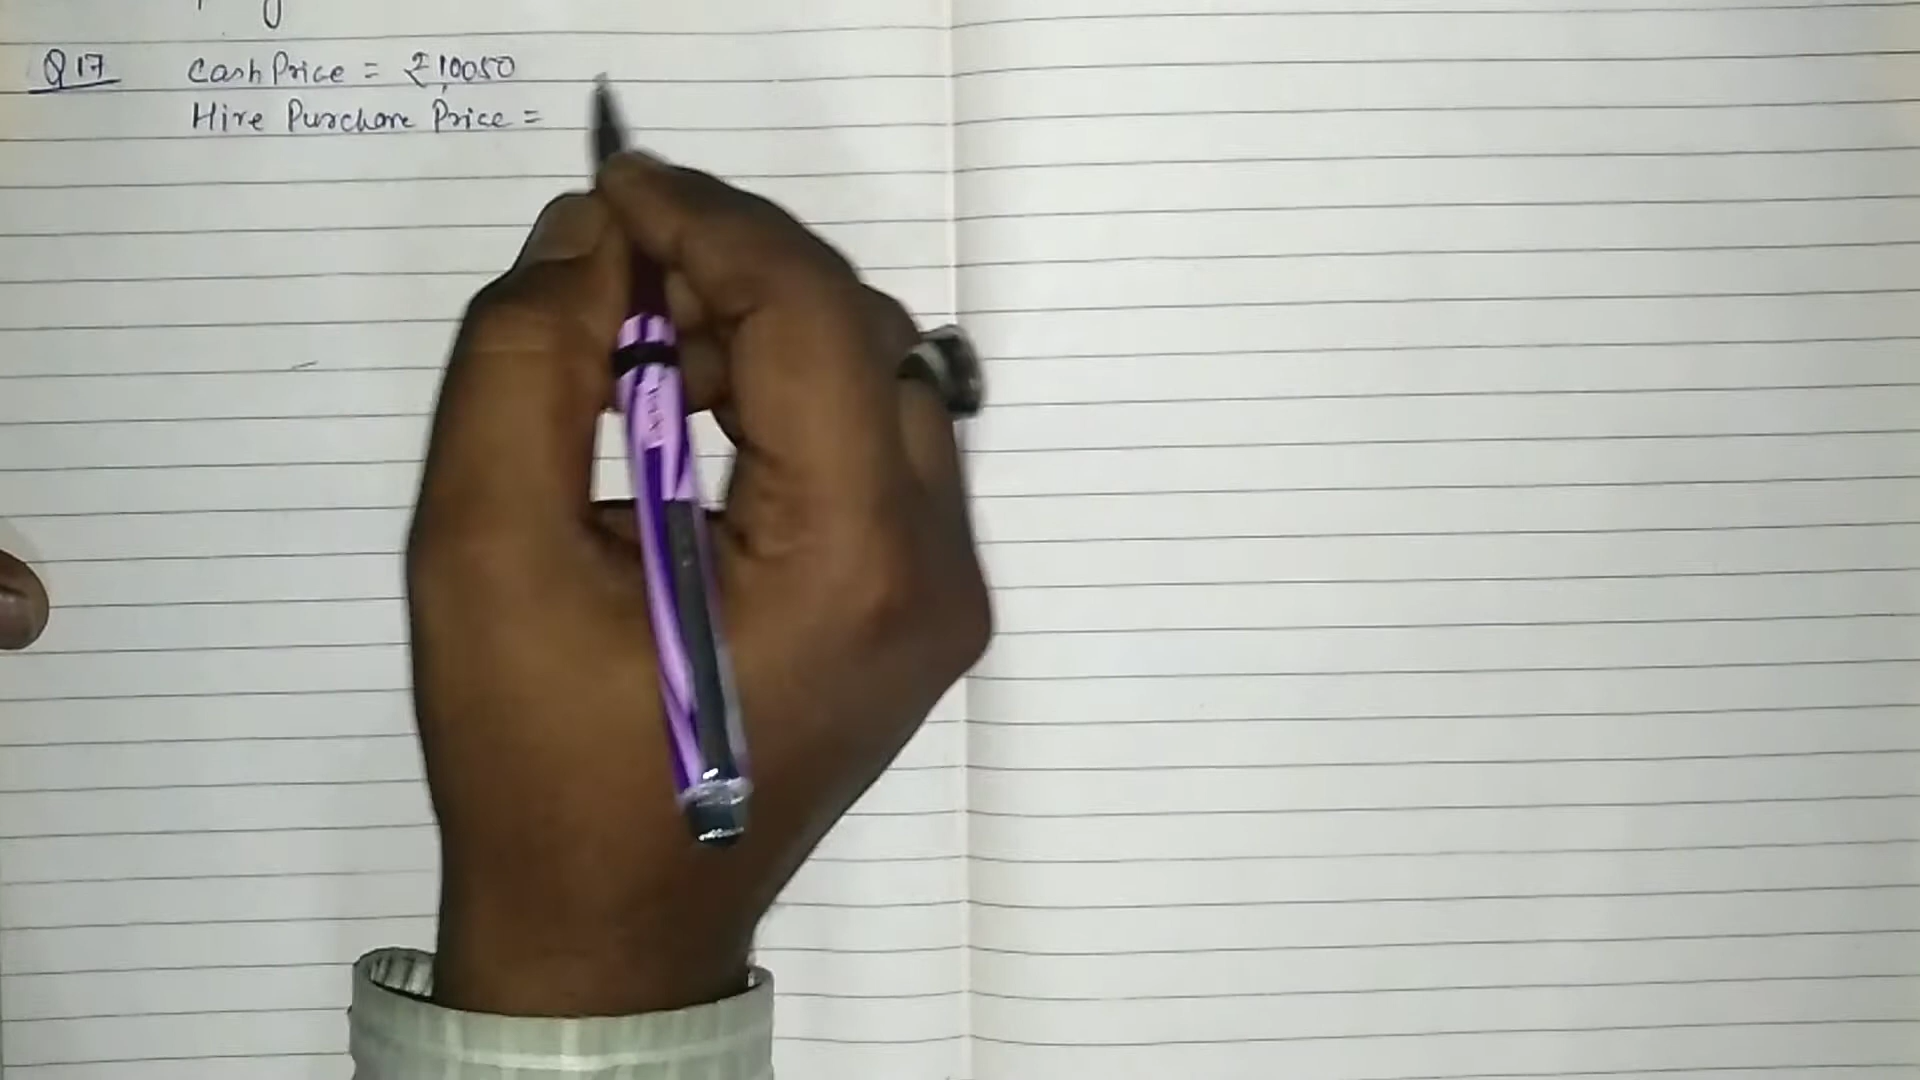 Q17 Cash Price = ₹10050
Hire Purchase Price =